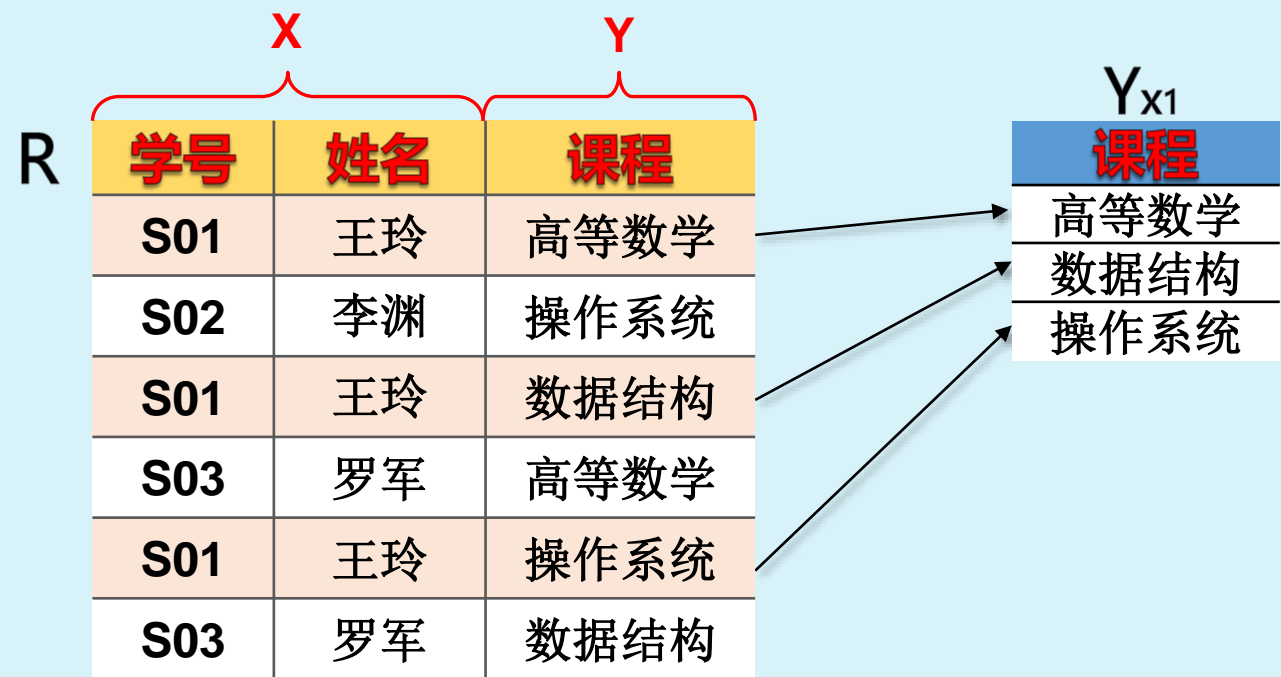 X Y
Yx1
R 学号 姓名 课程 课程
S01 王玲 高等数学 高等数学
数据结构
S02 李渊 操作系统 操作系统
S01 王玲 数据结构
S03 罗军 高等数学
S01 王玲 操作系统
S03 罗军 数据结构